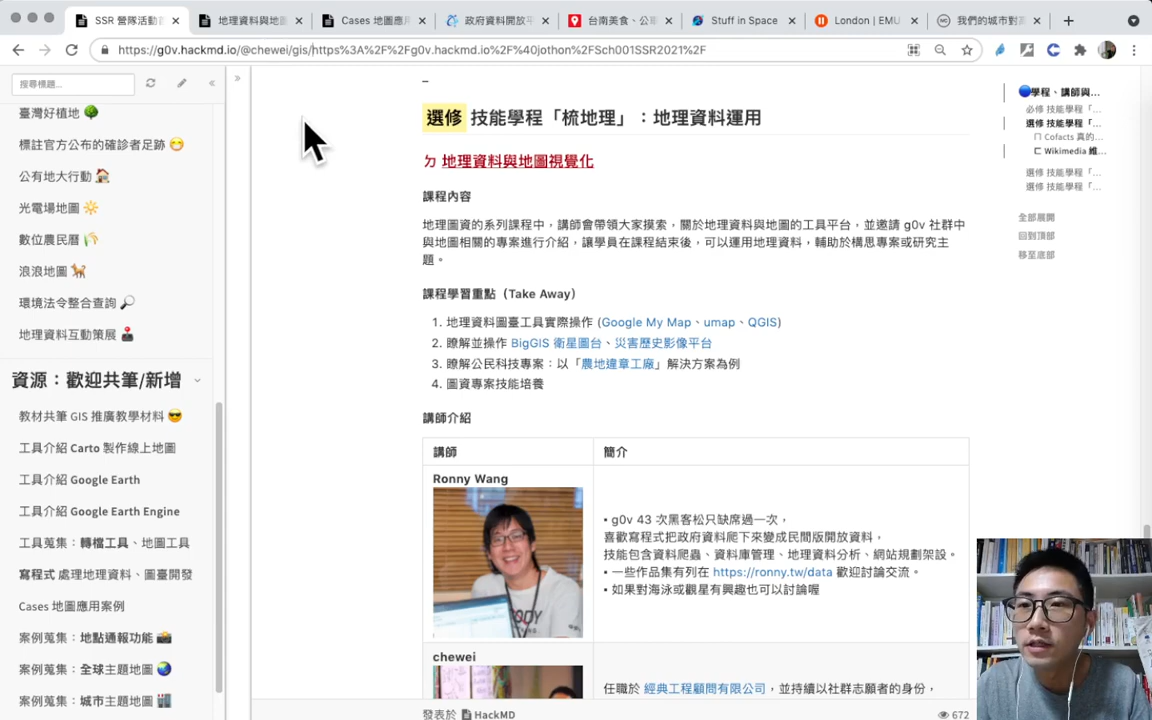 SSR 營隊活動
地理資料與地
Cases 地圖應用
政府資料開放平
台南美食、公
Stuff in Space
London | EMU
我們的城市對
https://g0v.hackmd.io/@chewei/gis/https%3A%2F%2Fg0v.hackmd.io%2F%40jothon%2FSch001SSR2021%2F
搜尋標題...
臺灣好植地
標註官方公布的確診者足跡
公有地大行動
光電場地圖
數位農民曆
浪浪地圖
環境法令整合查詢
地理資料互動策展
資源：歡迎共筆/新增
教材共筆 GIS 推廣教學材料
工具介紹 Carto 製作線上地圖
工具介紹 Google Earth
工具介紹 Google Earth Engine
工具蒐集：轉檔工具、地圖工具
寫程式 處理地理資料、圖臺開發
Cases 地圖應用案例
案例蒐集：地點通報功能
案例蒐集：全球主題地圖
案例蒐集：城市主題地圖
–
選修 技能學程「梳地理」：地理資料運用
ㄉ 地理資料與地圖視覺化
課程內容
地理圖資的系列課程中，講師會帶領大家摸索，關於地理資料與地圖的工具平台，並邀請 g0v 社群中
與地圖相關的專案進行介紹，讓學員在課程結束後，可以運用地理資料，輔助於構思專案或研究主
題。
課程學習重點（Take Away）
1. 地理資料圖臺工具實際操作 (Google My Map、umap、QGIS)
2. 瞭解並操作 BigGIS 衛星圖台、災害歷史影像平台
3. 瞭解公民科技專案：以「農地違章工廠」解決方案為例
4. 圖資專案技能培養
講師介紹
講師 簡介
Ronny Wang
• g0v 43 次黑客松只缺席過一次，
喜歡寫程式把政府資料爬下來變成民間版開放資料，
技能包含資料爬蟲、資料庫管理、地理資料分析、網站規劃架設。
• 一些作品集有列在 https://ronny.tw/data 歡迎討論交流。
• 如果對海泳或觀星有興趣也可以討論喔
chewei
任職於 經典工程顧問有限公司，並持續以社群志願者的身份，
發表於 HackMD
672
學程、講師與...
必修 技能學程「...
選修 技能學程「...
ㄷ Cofacts 真的...
ㄷ Wikimedia 維...
選修 技能學程「...
選修 技能學程「...
全部展開
回到頂部
移至底部